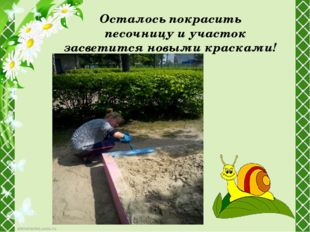 Осталось покрасить
песочницу и участок
засветится новыми красками!